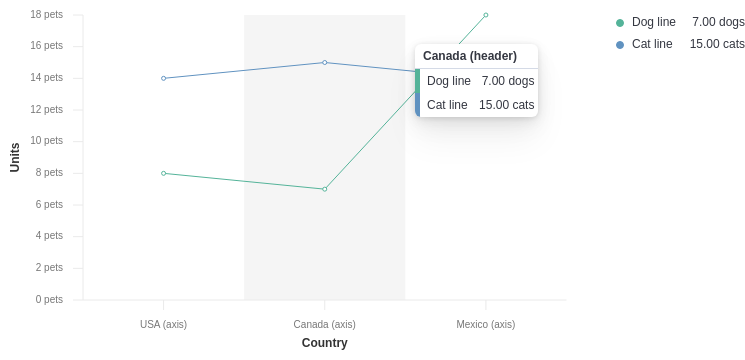 18 pets
16 pets
14 pets
12 pets
10 pets
8 pets
6 pets
4 pets
2 pets
0 pets
Units
USA (axis)
Canada (axis)
Mexico (axis)
Country
Canada (header)
Dog line 7.00 dogs
Cat line 15.00 cats
Dog line 7.00 dogs
Cat line 15.00 cats